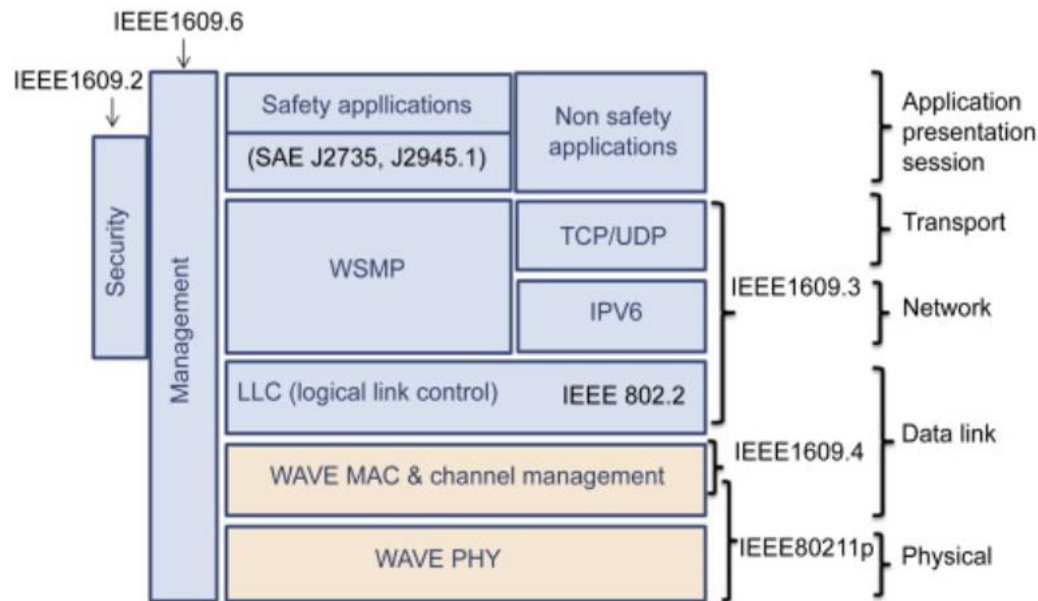 IEEE1609.6
IEEE1609.2
Safety appllications
(SAE J2735, J2945.1)
Non safety
applications
Application
presentation
session
Security
Management
WSMP
TCP/UDP
IPV6
IEEE1609.3
Transport
Network
LLC (logical link control)
IEEE 802.2
WAVE MAC & channel management
IEEE1609.4
Data link
WAVE PHY
IEEE80211p
Physical